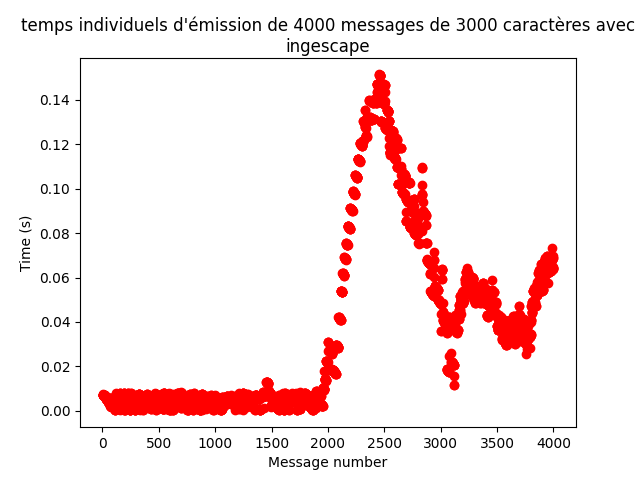 temps individuels d'émission de 4000 messages de 3000 caractères avec
ingescape
0.14
0.12
0.10
0.08
0.06
0.04
0.02
0.00
Time (s)
0 500 1000 1500 2000 2500 3000 3500 4000
Message number